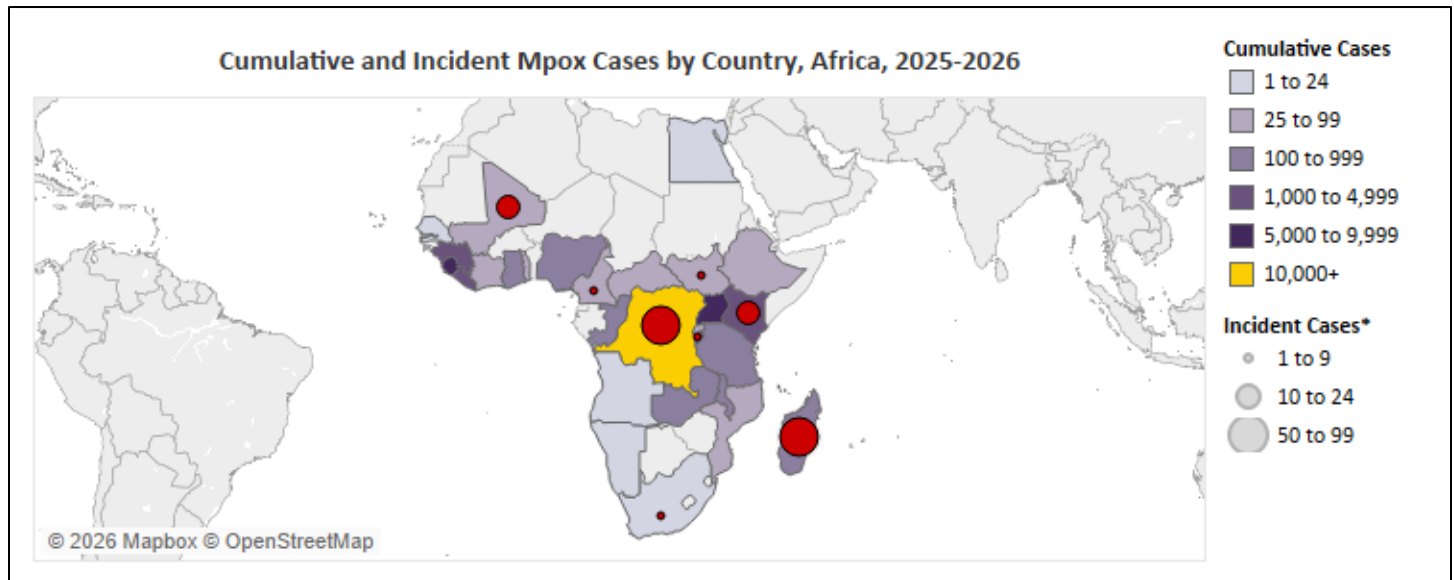 Cumulative and Incident Mpox Cases by Country, Africa, 2025-2026
Cumulative Cases
1 to 24
25 to 99
100 to 999
1,000 to 4,999
5,000 to 9,999
10,000+
Incident Cases*
1 to 9
10 to 24
50 to 99
© 2026 Mapbox © OpenStreetMap